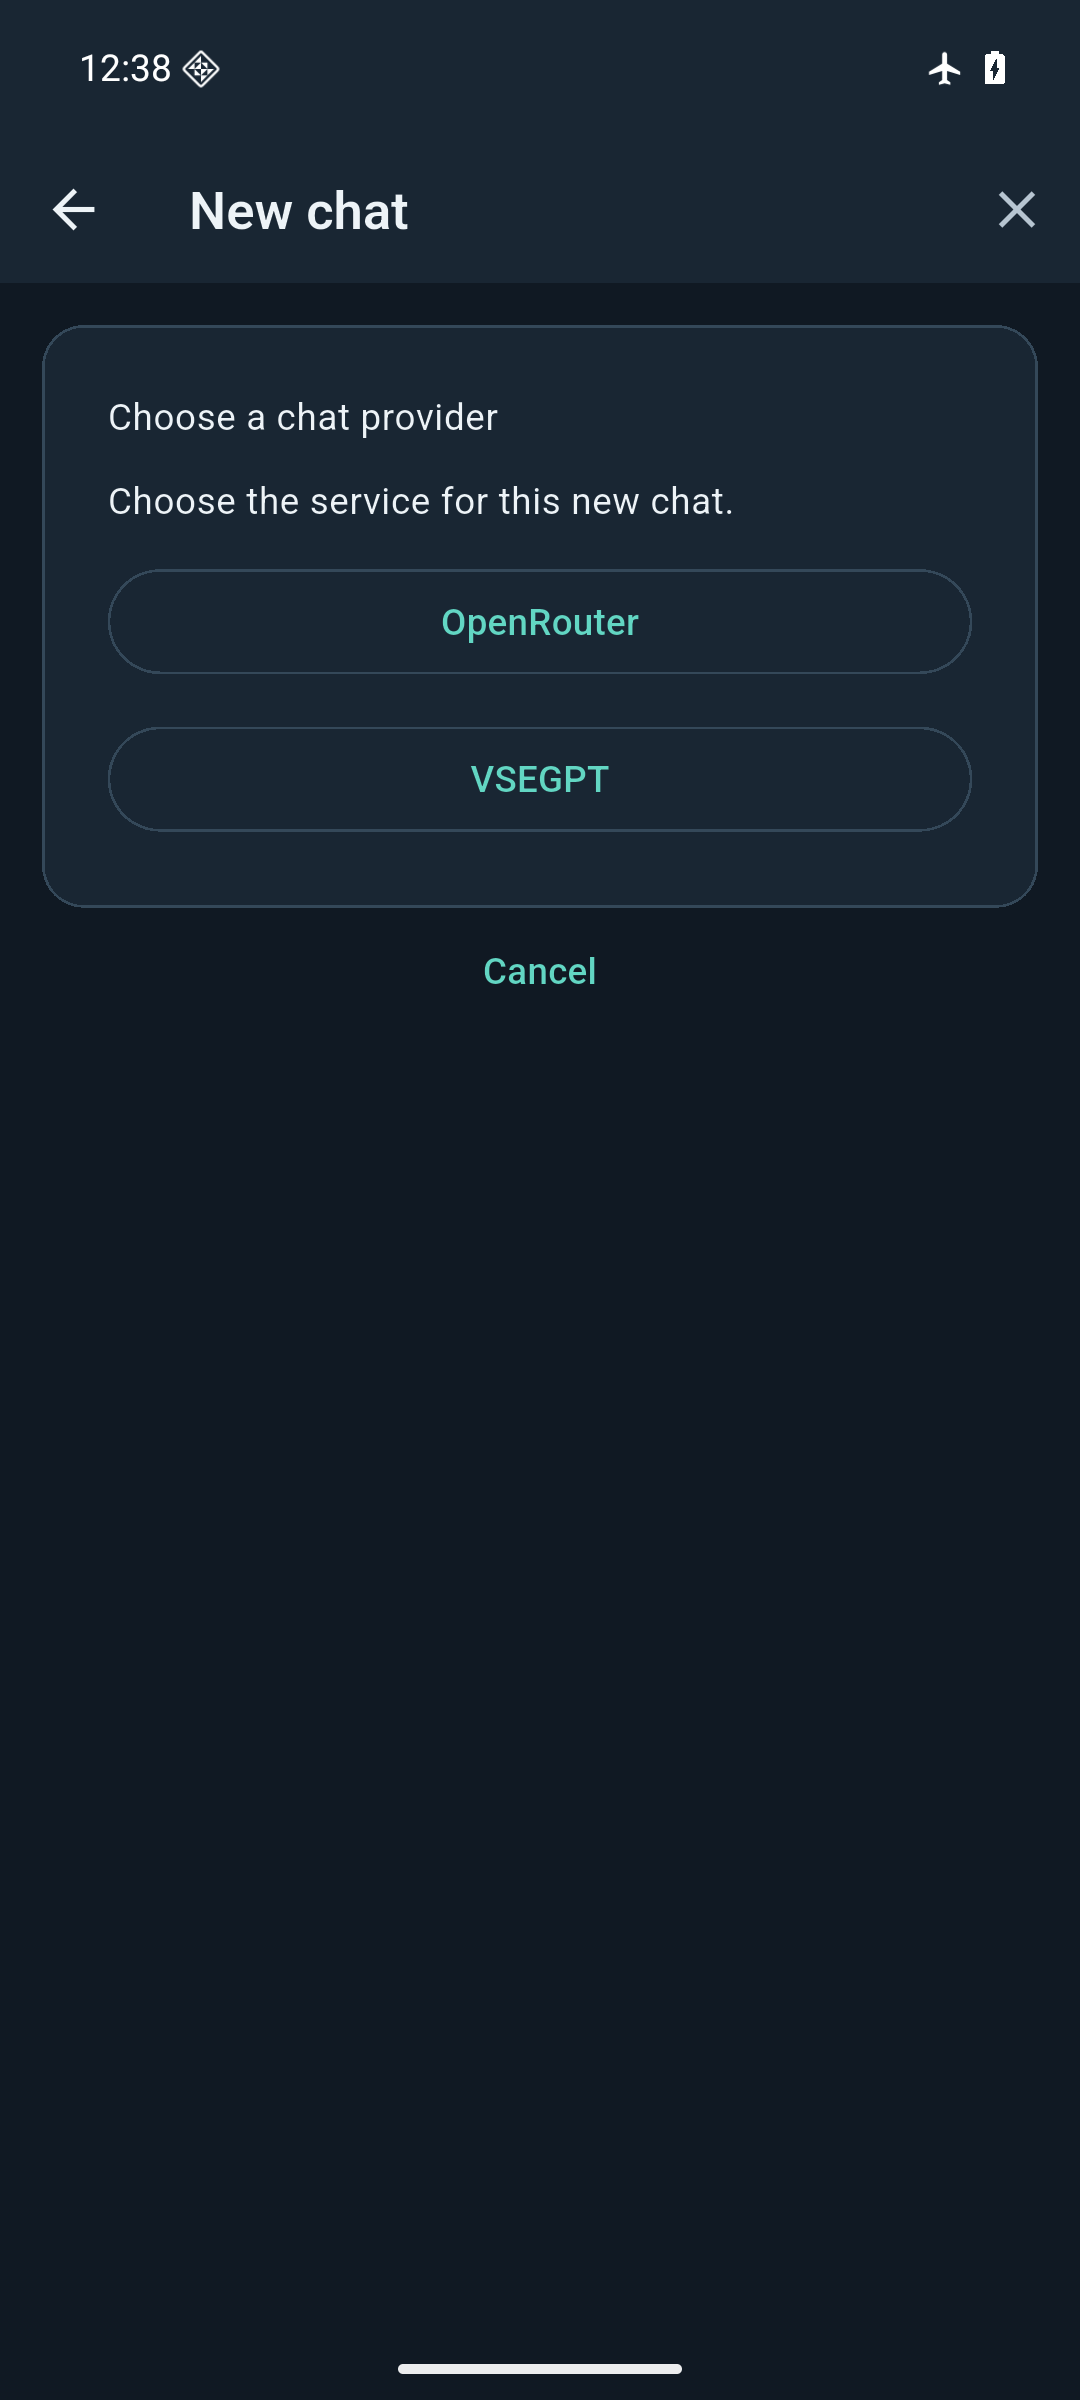 12:38
New chat
Choose a chat provider
Choose the service for this new chat.
OpenRouter
VSEGPT
Cancel